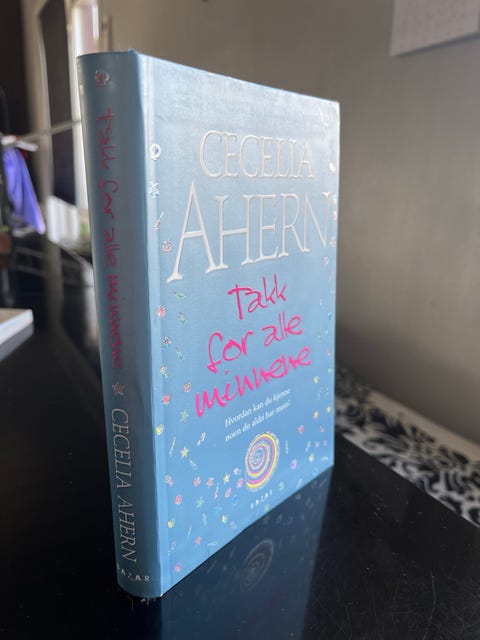 Takk for alle minnene CECELIA AHERN
BAZAR
CECELIA
AHERN
Takk
for alle
minnene
Hvordan kan du kjenne
noen du aldri har møtt?
BAZAR